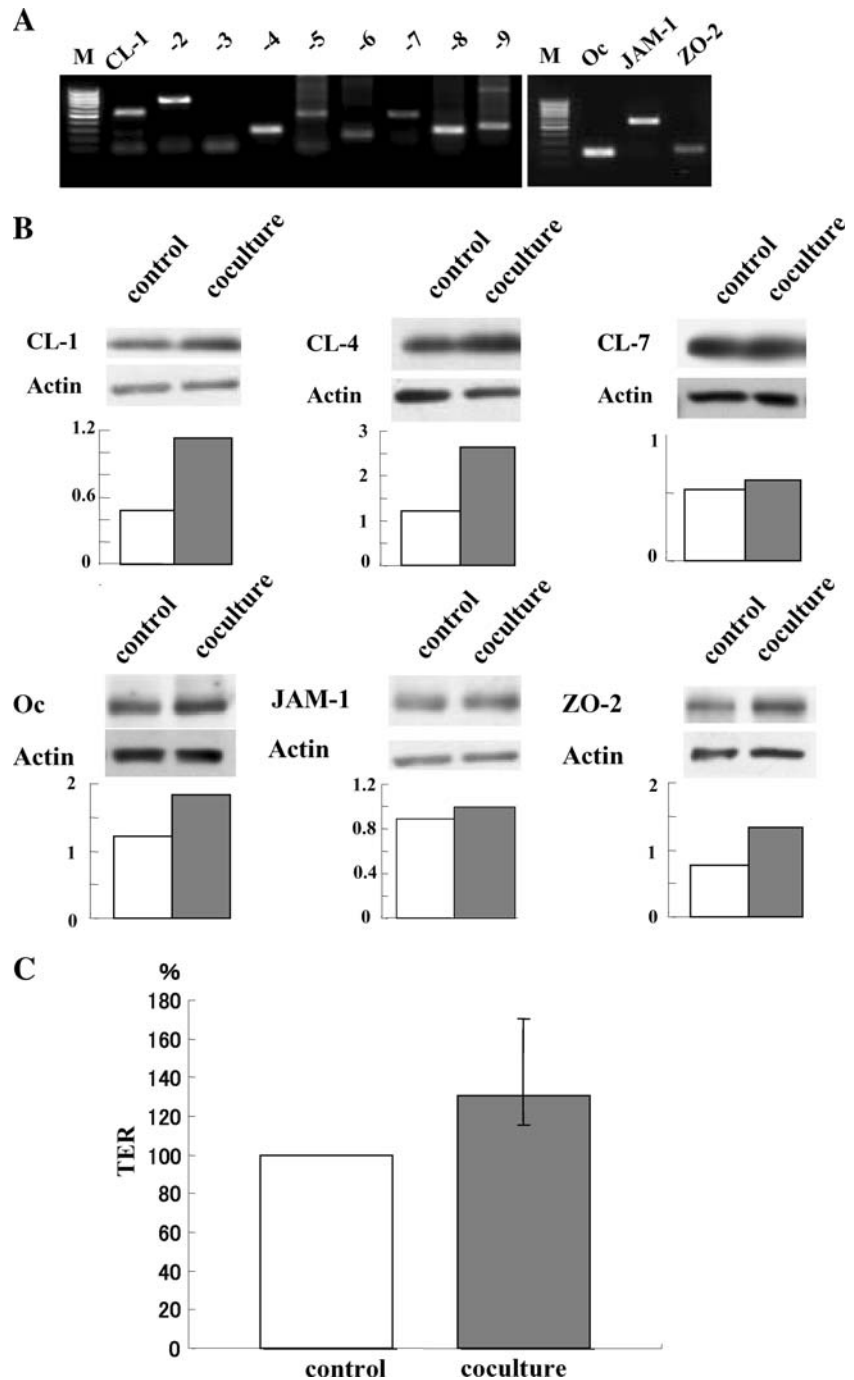 A
M CL-1 -2 -3 -4 -5 -6 -7 -8 -9 M Oc JAM-1 ZO-2
B
control coculture control coculture control coculture
CL-1 CL-4 CL-7
Actin Actin Actin
1.2 3 1
0.6 2
1
0 0 0
control coculture control coculture control coculture
Oc JAM-1 ZO-2
Actin Actin Actin
2 1.2 2
1 0.8 1
0.4
0 0 0
C
%
180
160
140
120
100
80
60
40
20
0
TER
control coculture